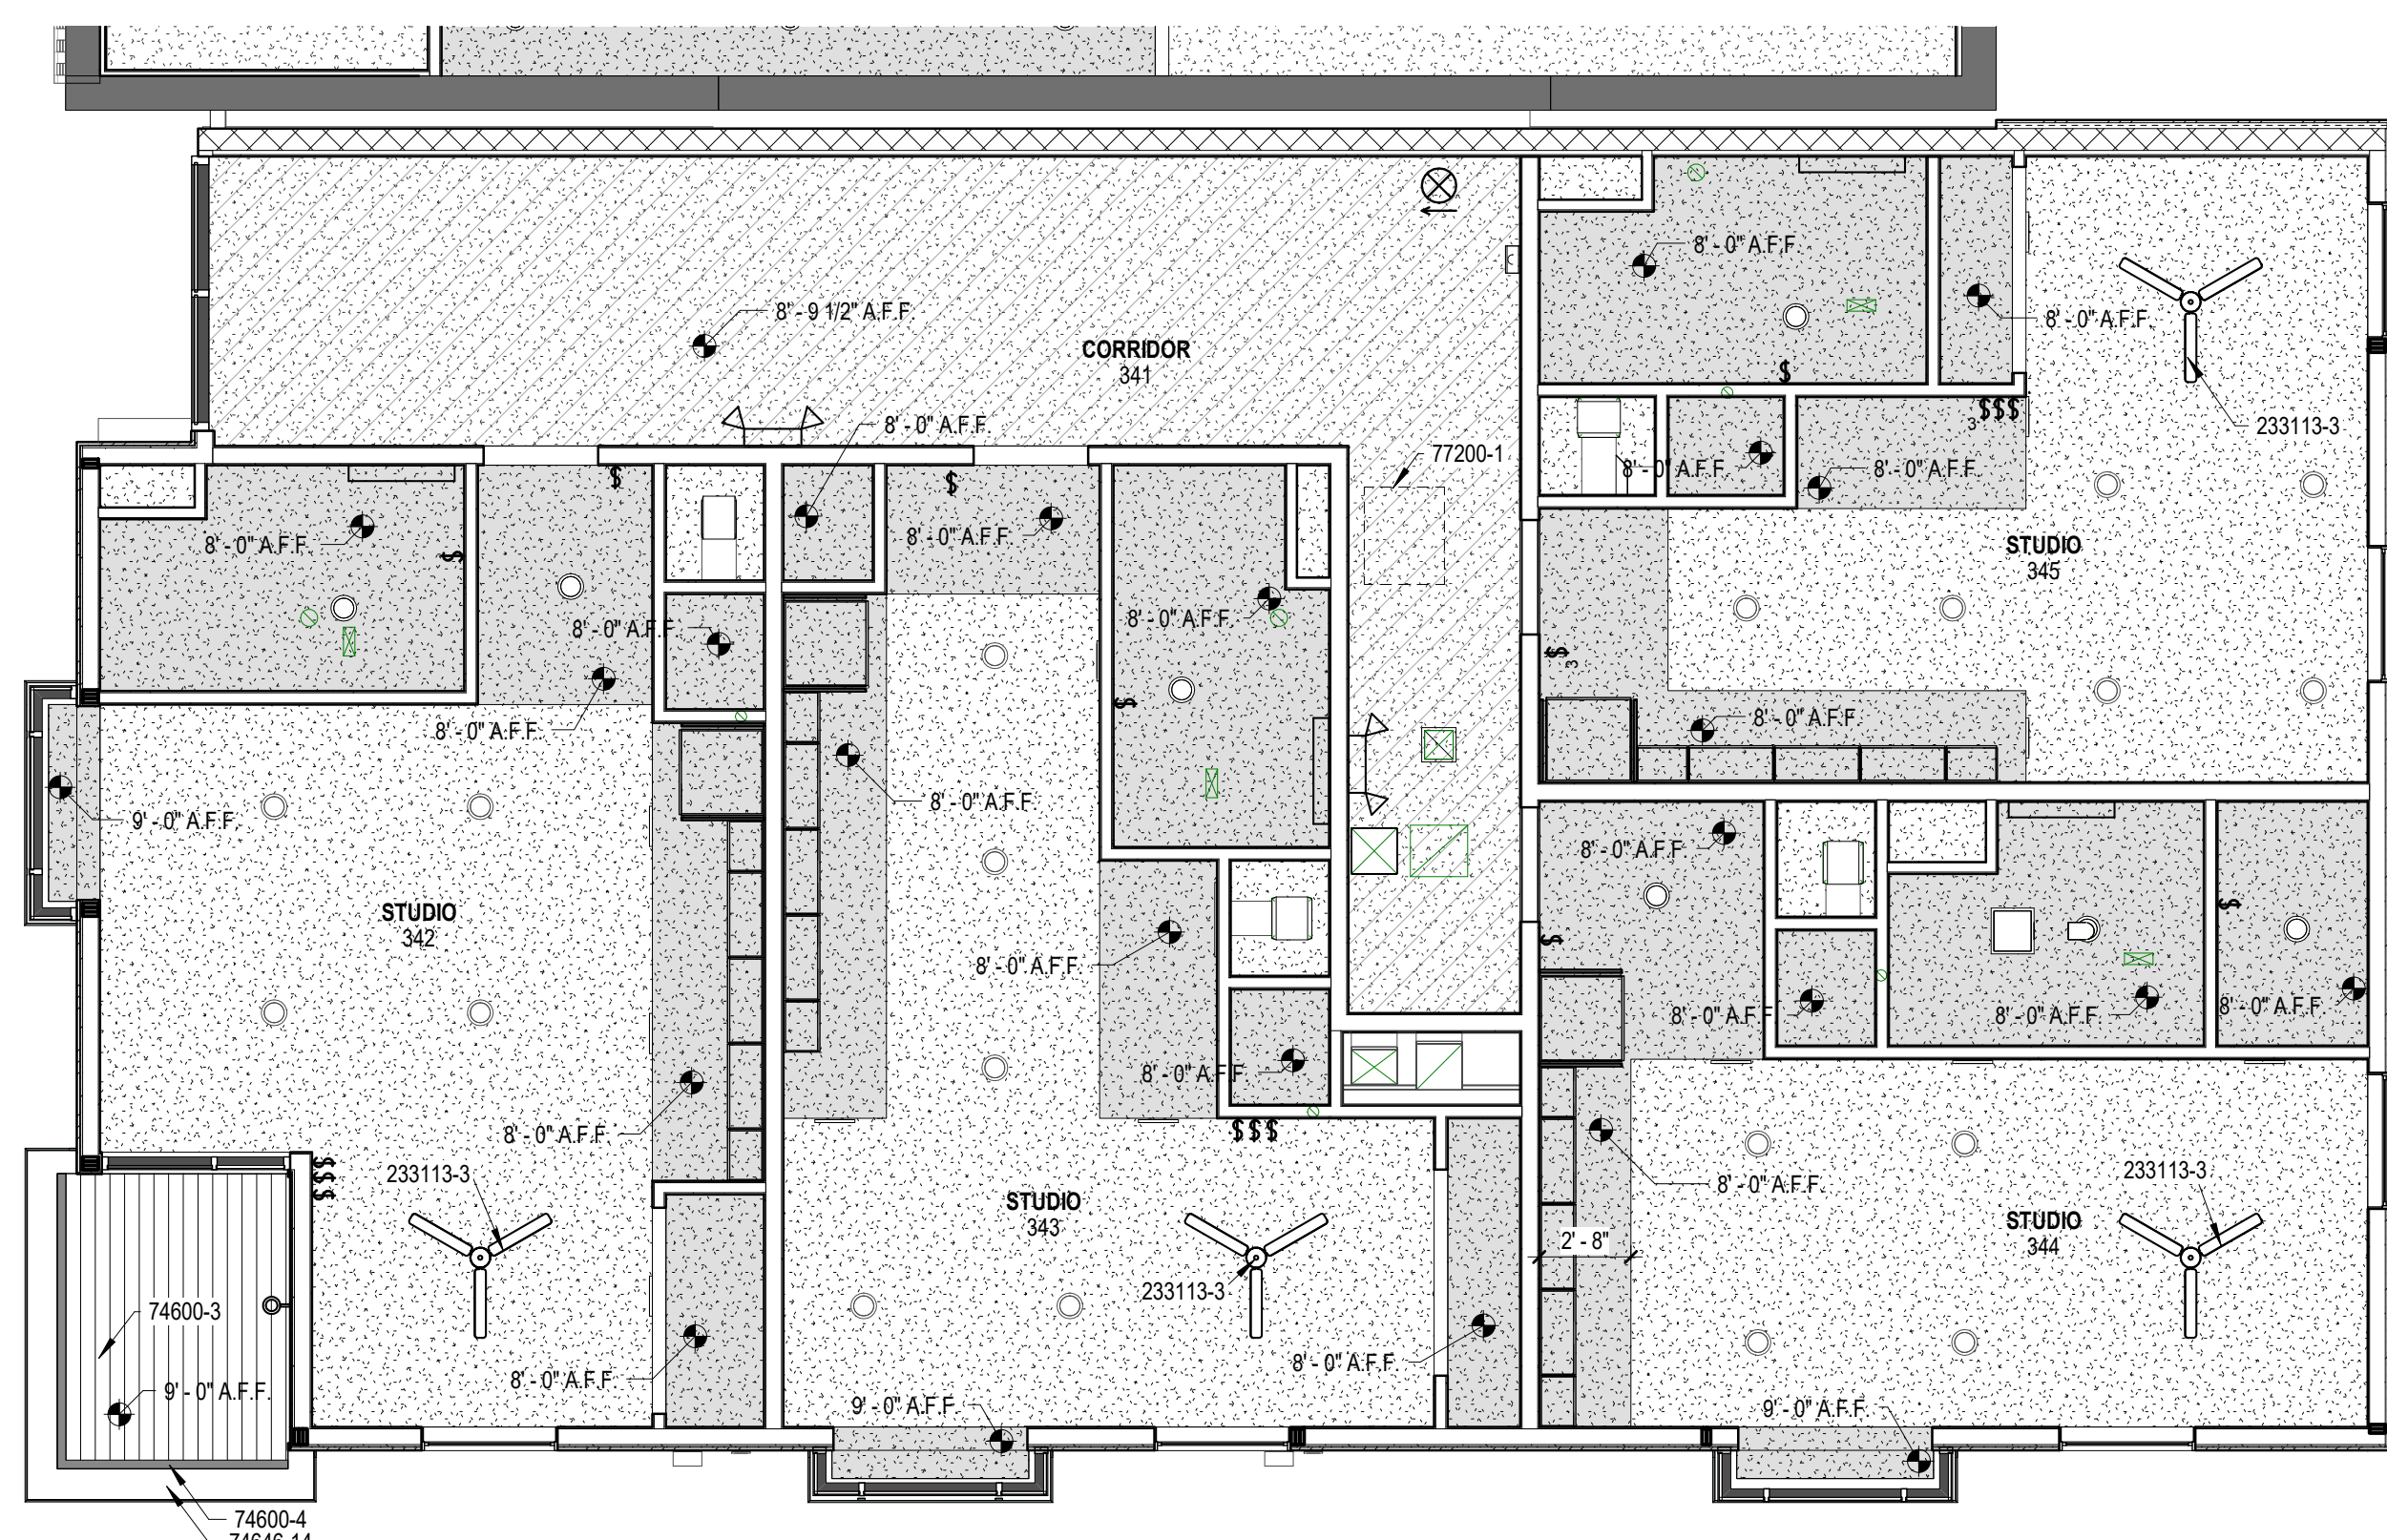 8' - 0" A.F.F.
8' - 9 1/2" A.F.F.
8' - 0" A.F.F.
CORRIDOR
341
$
$$$
3
233113-3
8' - 0" A.F.F.
77200-1
8' - 0" A.F.F.
8' - 0" A.F.F.
$
$
8' - 0" A.F.F.
8' - 0" A.F.F.
$
STUDIO
345
8' - 0" A.F.F.
8' - 0" A.F.F.
$
3
$
8' - 0" A.F.F.
8' - 0" A.F.F.
8' - 0" A.F.F.
9' - 0" A.F.F.
8' - 0" A.F.F.
STUDIO
342
$
$
8' - 0" A.F.F.
8' - 0" A.F.F.
8' - 0" A.F.F.
8' - 0" A.F.F.
8' - 0" A.F.F.
8' - 0" A.F.F.
$$$
$$$
233113-3
233113-3
8' - 0" A.F.F.
STUDIO
343
STUDIO
344
2' - 8"
233113-3
74600-3
8' - 0" A.F.F.
8' - 0" A.F.F.
9' - 0" A.F.F.
9' - 0" A.F.F.
9' - 0" A.F.F.
74600-4
74646-14